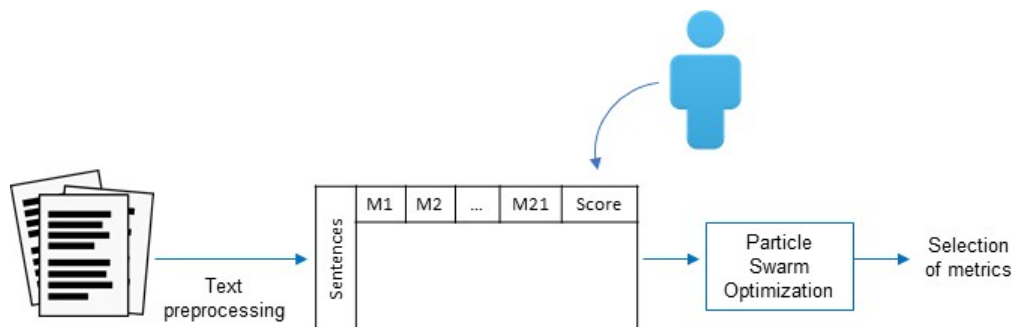 Text
preprocessing
Sentences
M1 M2 ... M21 Score
Particle
Swarm
Optimization
Selection
of metrics